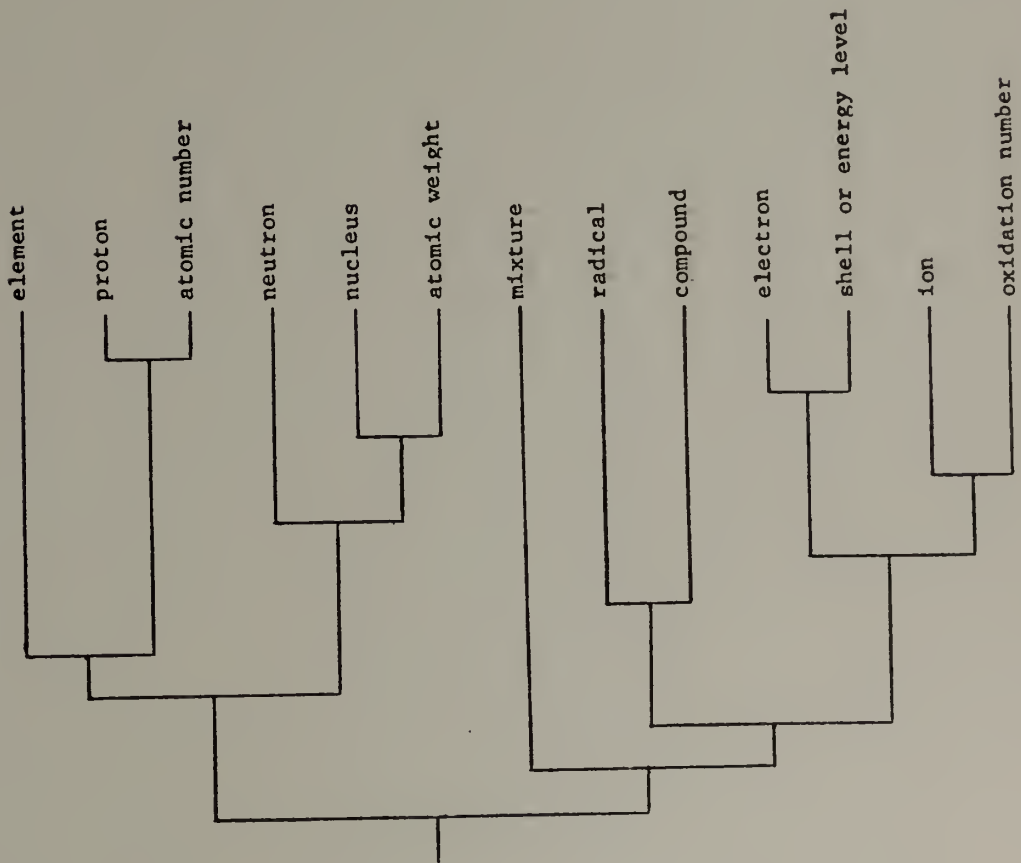 element
proton
atomic number
neutron
nucleus
atomic weight
mixture
radical
compound
electron
shell or energy level
ion
oxidation number